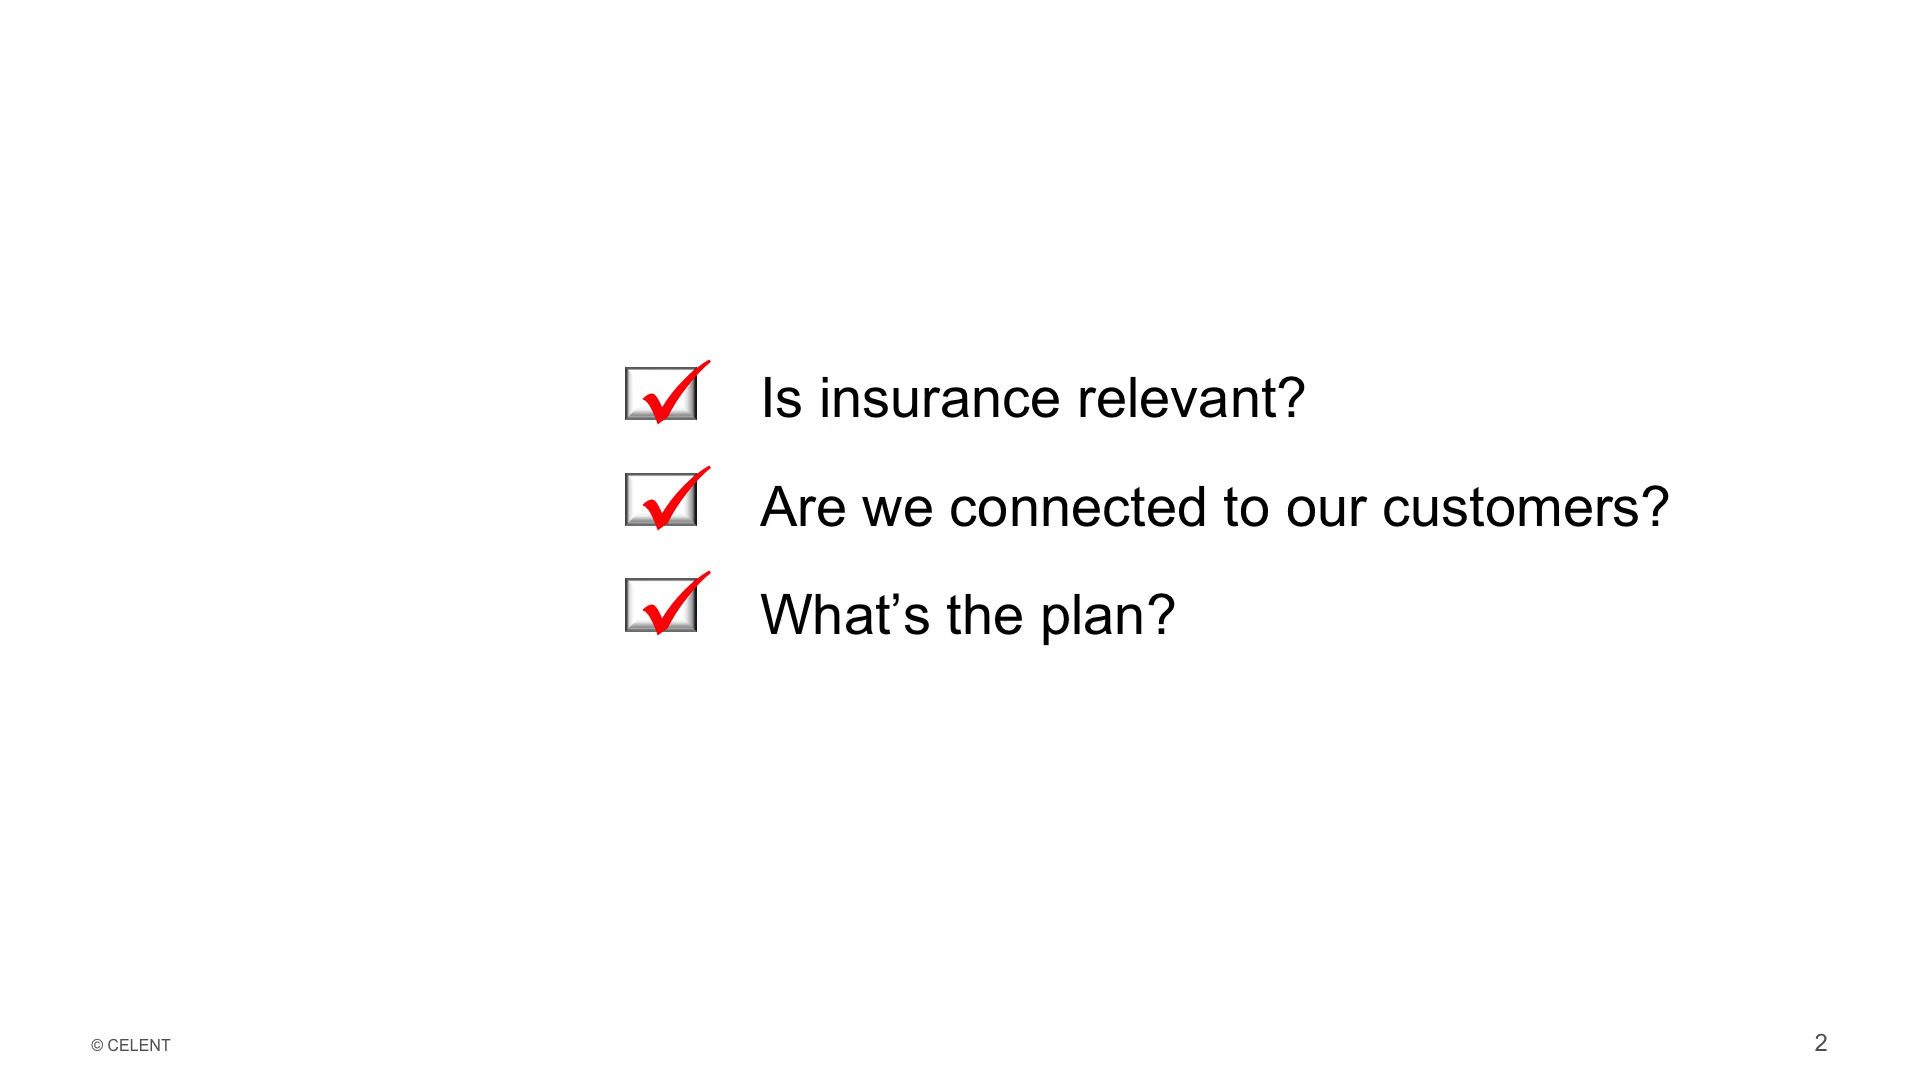 Is insurance relevant?
Are we connected to our customers?
What’s the plan?
© CELENT
2